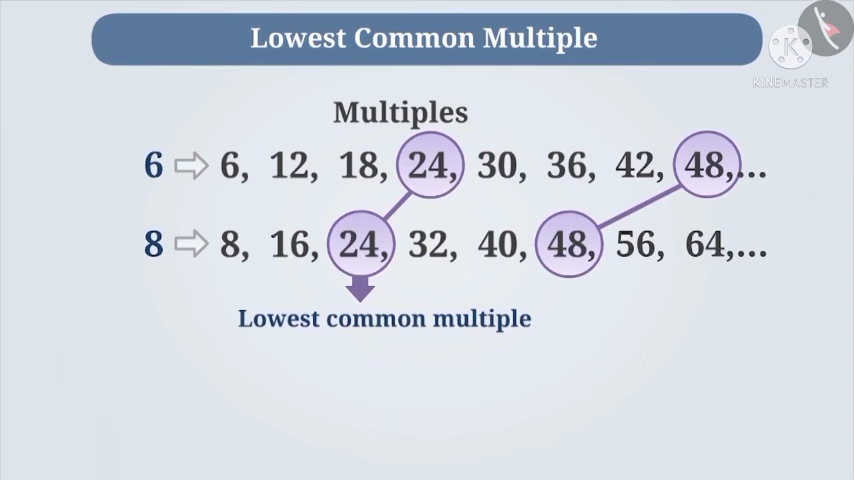 Lowest Common Multiple
K
KINEMASTER
Multiples
6 ⇨ 6, 12, 18, 24, 30, 36, 42, 48,...
8 ⇨ 8, 16, 24, 32, 40, 48, 56, 64,...
Lowest common multiple